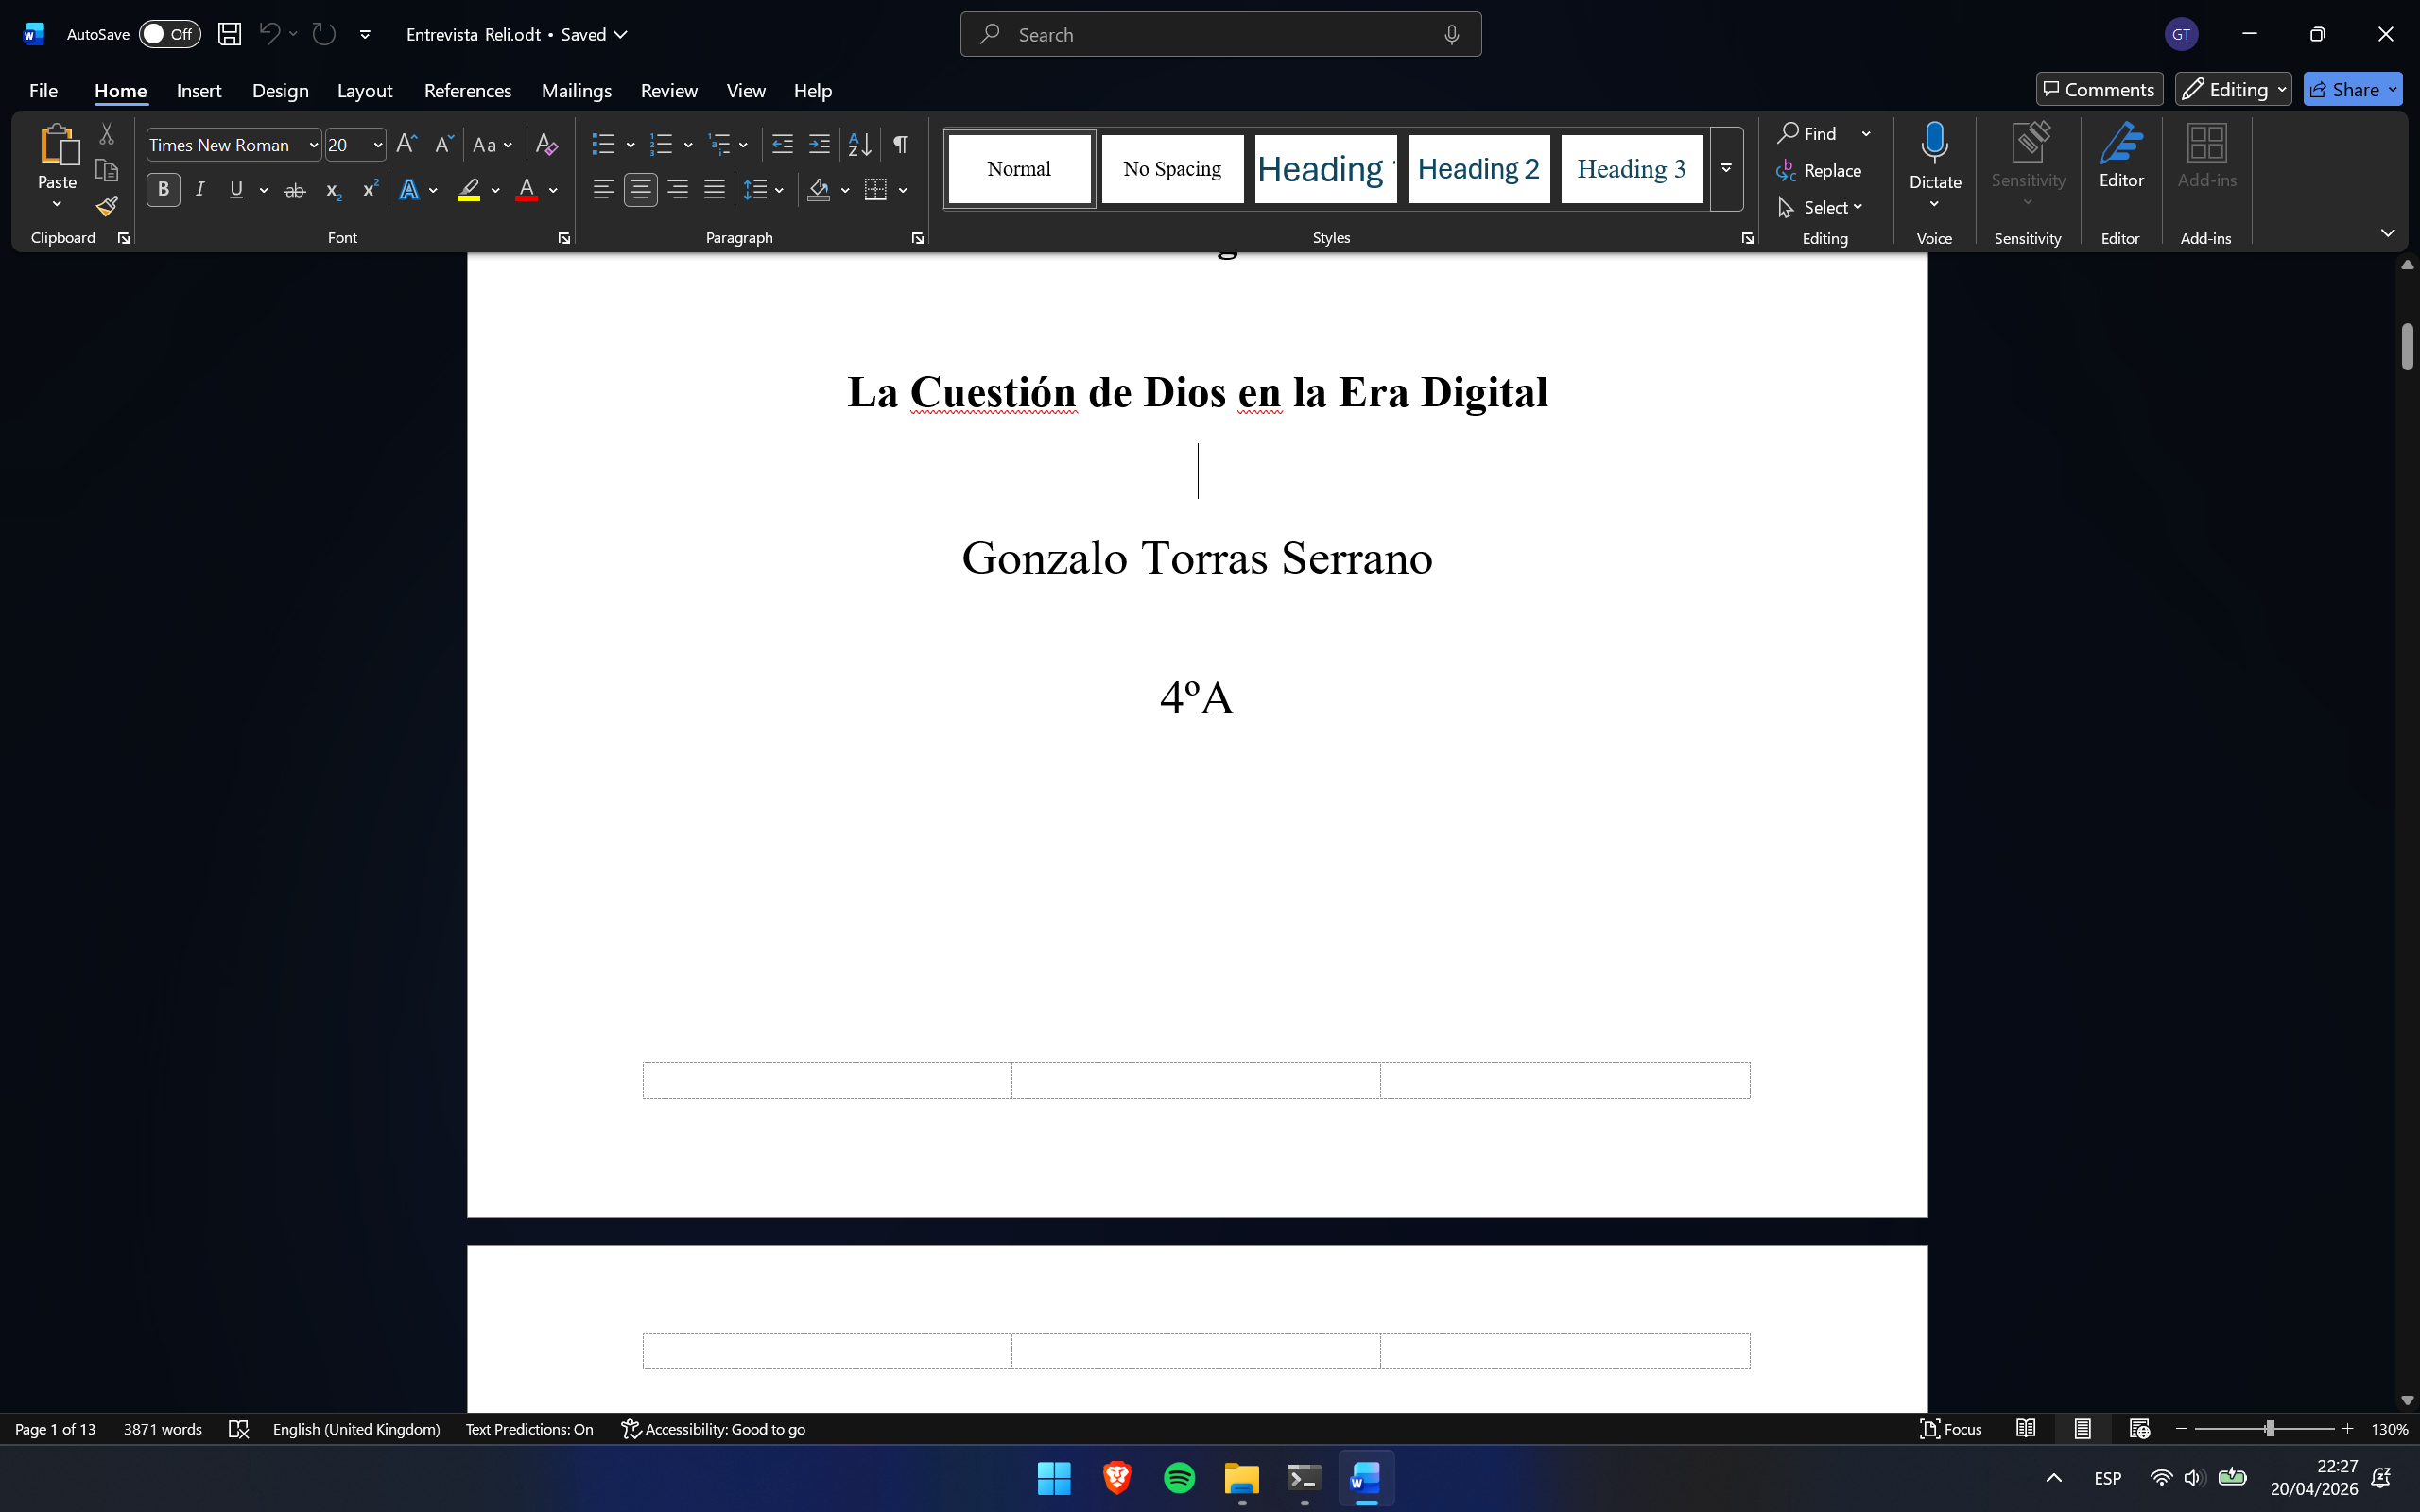 AutoSave Off Entrevista_Reli.odt • Saved Search GT
File Home Insert Design Layout References Mailings Review View Help Comments Editing Share
Paste
Clipboard
Times New Roman 20 Aa
B I U ab x₂ x² A A
Font
Paragraph
Normal No Spacing Heading Heading 2 Heading 3
Styles
Find
Replace
Select
Editing
Dictate
Voice
Sensitivity
Sensitivity
Editor
Editor
Add-ins
Add-ins
La Cuestión de Dios en la Era Digital
Gonzalo Torras Serrano
4ºA
Page 1 of 13 3871 words English (United Kingdom) Text Predictions: On Accessibility: Good to go Focus 130%
ESP 22:27
20/04/2026